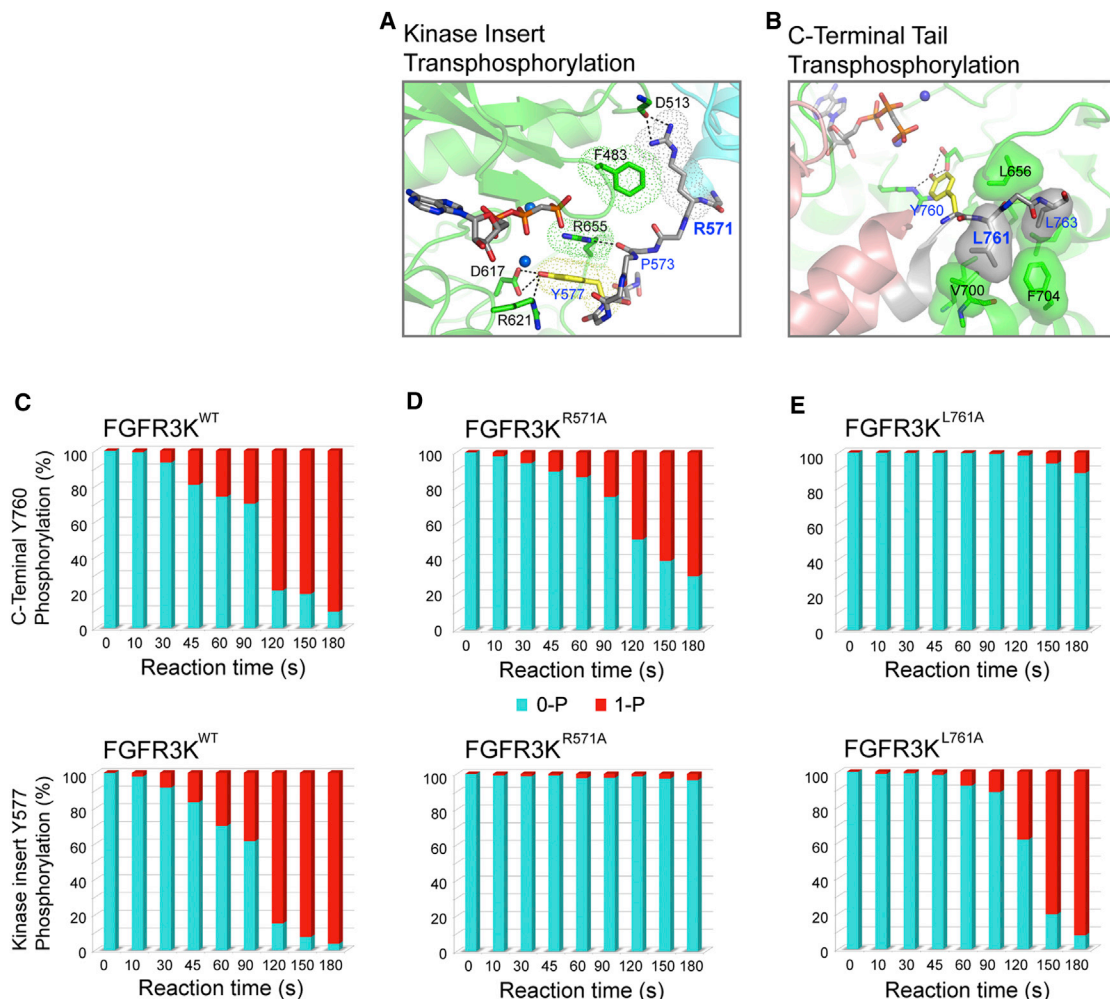 A
Kinase Insert
Transphosphorylation
D513
F483
R571
R655
P573
D617
Y577
R621
B
C-Terminal Tail
Transphosphorylation
L656
Y760
L763
L761
V700
F704
C
FGFR3K^WT
C-Teminal Y760
Phosphorylation (%)
100
80
60
40
20
0
0 10 30 45 60 90 120 150 180
Reaction time (s)
D
FGFR3K^R571A
100
80
60
40
20
0
0 10 30 45 60 90 120 150 180
Reaction time (s)
E
FGFR3K^L761A
100
80
60
40
20
0
0 10 30 45 60 90 120 150 180
Reaction time (s)
0-P 1-P
FGFR3K^WT
Kinase insert Y577
Phosphorylation (%)
100
80
60
40
20
0
0 10 30 45 60 90 120 150 180
Reaction time (s)
FGFR3K^R571A
100
80
60
40
20
0
0 10 30 45 60 90 120 150 180
Reaction time (s)
FGFR3K^L761A
100
80
60
40
20
0
0 10 30 45 60 90 120 150 180
Reaction time (s)